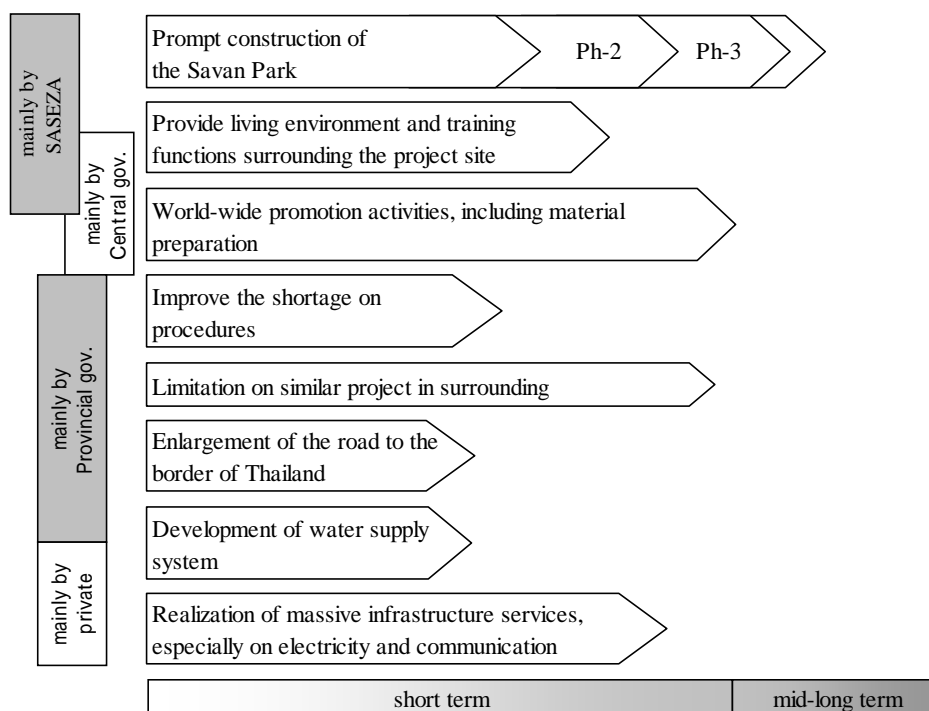 mainly by
SASEZA
mainly by
Central gov.
mainly by
Provincial gov.
mainly by
private
Prompt construction of
the Savan Park
Ph-2
Ph-3
Provide living environment and training
functions surrounding the project site
World-wide promotion activities, including material
preparation
Improve the shortage on
procedures
Limitation on similar project in surrounding
Enlargement of the road to the
border of Thailand
Development of water supply
system
Realization of massive infrastructure services,
especially on electricity and communication
short term
mid-long term